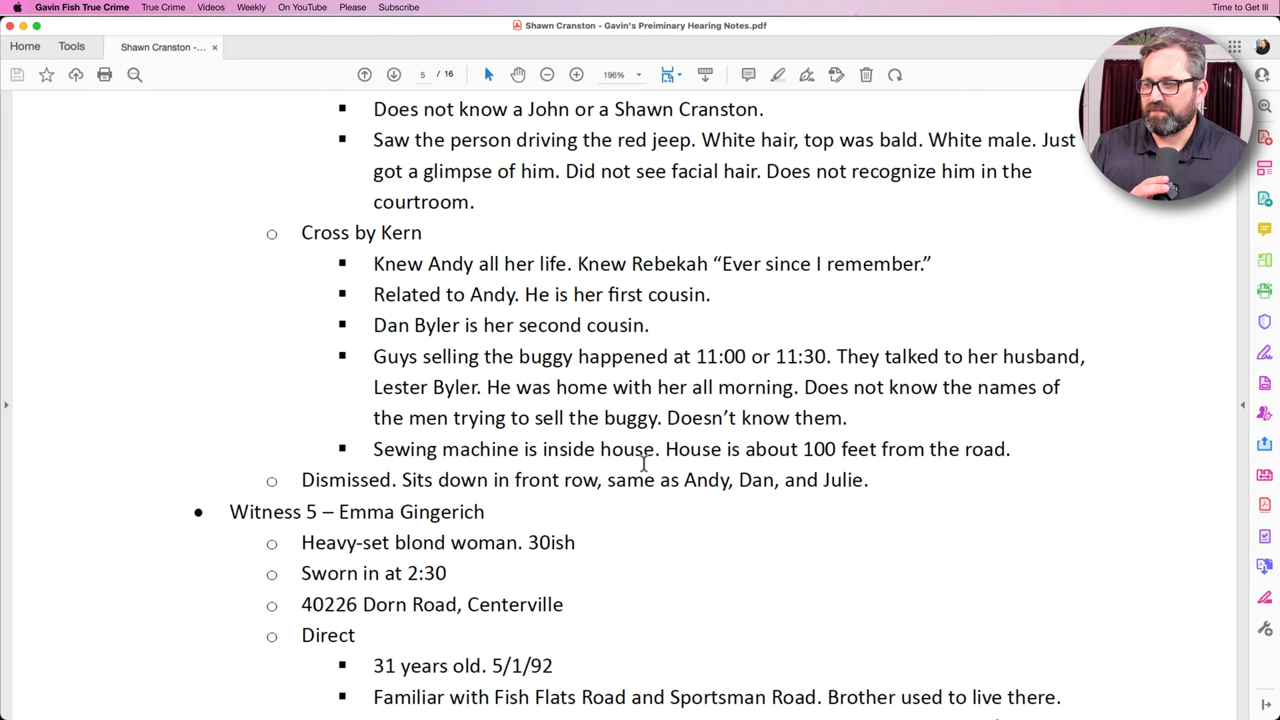 Gavin Fish True Crime True Crime Videos Weekly On YouTube Please Subscribe Time to Get Ill
Shawn Cranston - Gavin's Preiminary Hearing Notes.pdf
Home Tools Shawn Cranston -... ×
5 / 16 196%
▪ Does not know a John or a Shawn Cranston.
▪ Saw the person driving the red jeep. White hair, top was bald. White male. Just
got a glimpse of him. Did not see facial hair. Does not recognize him in the
courtroom.
o Cross by Kern
▪ Knew Andy all her life. Knew Rebekah “Ever since I remember.”
▪ Related to Andy. He is her first cousin.
▪ Dan Byler is her second cousin.
▪ Guys selling the buggy happened at 11:00 or 11:30. They talked to her husband,
Lester Byler. He was home with her all morning. Does not know the names of
the men trying to sell the buggy. Doesn’t know them.
▪ Sewing machine is inside house. House is about 100 feet from the road.
o Dismissed. Sits down in front row, same as Andy, Dan, and Julie.
• Witness 5 – Emma Gingerich
o Heavy-set blond woman. 30ish
o Sworn in at 2:30
o 40226 Dorn Road, Centerville
o Direct
▪ 31 years old. 5/1/92
▪ Familiar with Fish Flats Road and Sportsman Road. Brother used to live there.